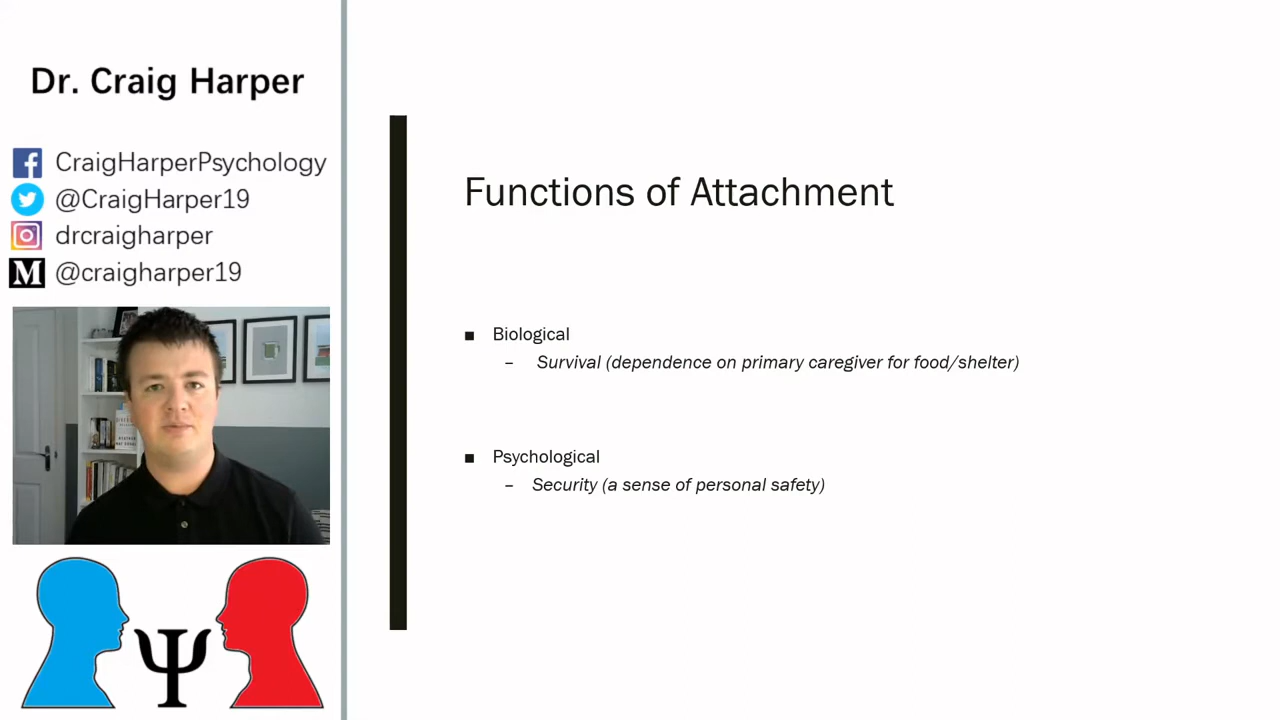 Dr. Craig Harper
CraigHarperPsychology
@CraigHarper19
drcraigharper
M @craigharper19
Ψ
Functions of Attachment
■ Biological
– Survival (dependence on primary caregiver for food/shelter)
■ Psychological
– Security (a sense of personal safety)